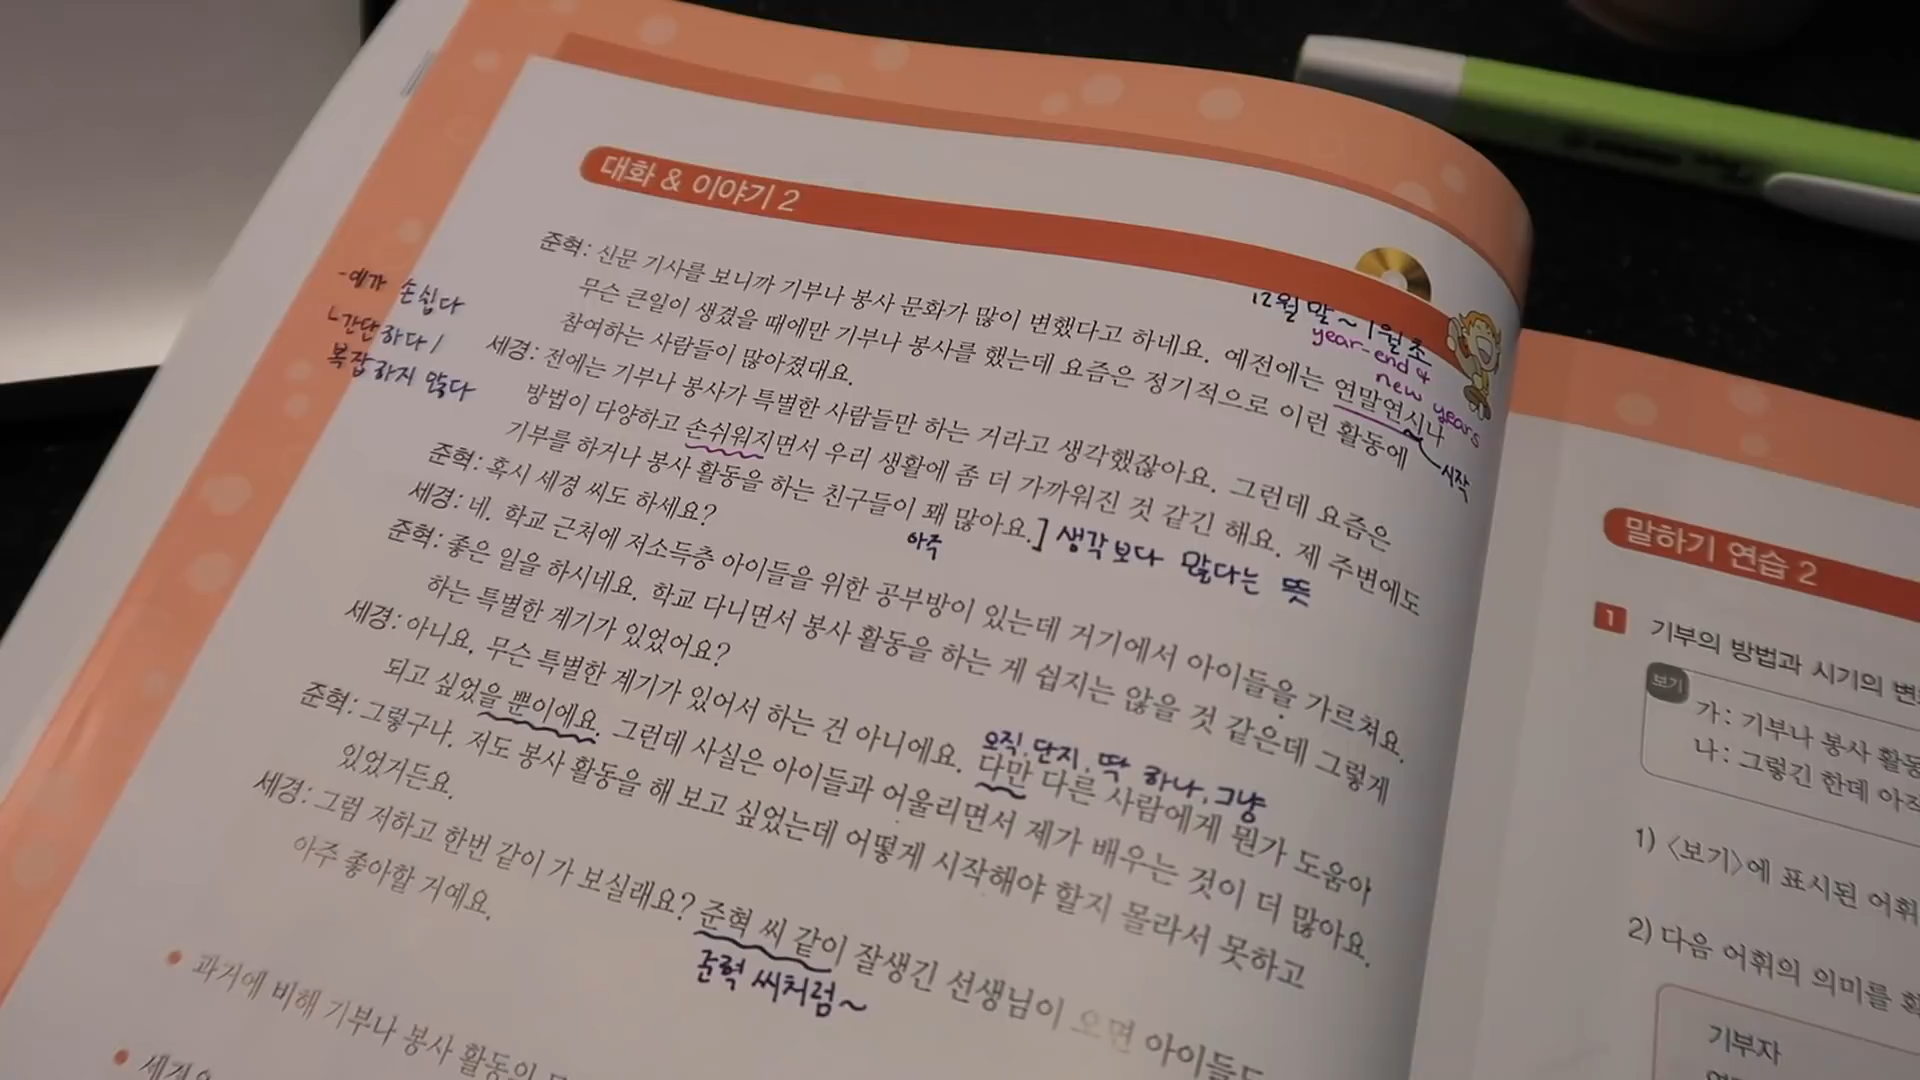 대화 & 이야기 2
준혁: 신문 기사를 보니까 기부나 봉사 문화가 많이 변했다고 하네요. 예전에는 연말연시나
무슨 큰일이 생겼을 때에만 기부나 봉사를 했는데 요즘은 정기적으로 이런 활동에
참여하는 사람들이 많아졌대요.
세경: 전에는 기부나 봉사가 특별한 사람들만 하는 거라고 생각했잖아요. 그런데 요즘은
방법이 다양하고 손쉬워지면서 우리 생활에 좀 더 가까워진 것 같긴 해요. 제 주변에도
기부를 하거나 봉사 활동을 하는 친구들이 꽤 많아요.]
준혁: 혹시 세경 씨도 하세요?
세경: 네. 학교 근처에 저소득층 아이들을 위한 공부방이 있는데 거기에서 아이들을 가르쳐요.
준혁: 좋은 일을 하시네요. 학교 다니면서 봉사 활동을 하는 게 쉽지는 않을 것 같은데 그렇게
하는 특별한 계기가 있었어요?
세경: 아니요, 무슨 특별한 계기가 있어서 하는 건 아니에요. 다만 다른 사람에게 뭔가 도움이
되고 싶었을 뿐이에요. 그런데 사실은 아이들과 어울리면서 제가 배우는 것이 더 많아요.
준혁: 그렇구나. 저도 봉사 활동을 해 보고 싶었는데 어떻게 시작해야 할지 몰라서 못하고
있었거든요.
세경: 그럼 저하고 한번 같이 가 보실래요? 준혁 씨 같이 잘생긴 선생님이 오면 아이들도
아주 좋아할 거예요.
과거에 비해 기부나 봉사 활동의
12월 말~1월 초
year-end &
new years
시작
손쉽다
간단하다/
복잡하지 않다
아주
생각보다 많다는 뜻
오직, 단지, 딱 하나, 그냥
준혁 씨처럼~
말하기 연습 2
1 기부의 방법과 시기의
보기
가: 기부나 봉사
나: 그렇긴 한데
1) 〈보기〉에 표시된 어휘
2) 다음 어휘의 의미를
기부자